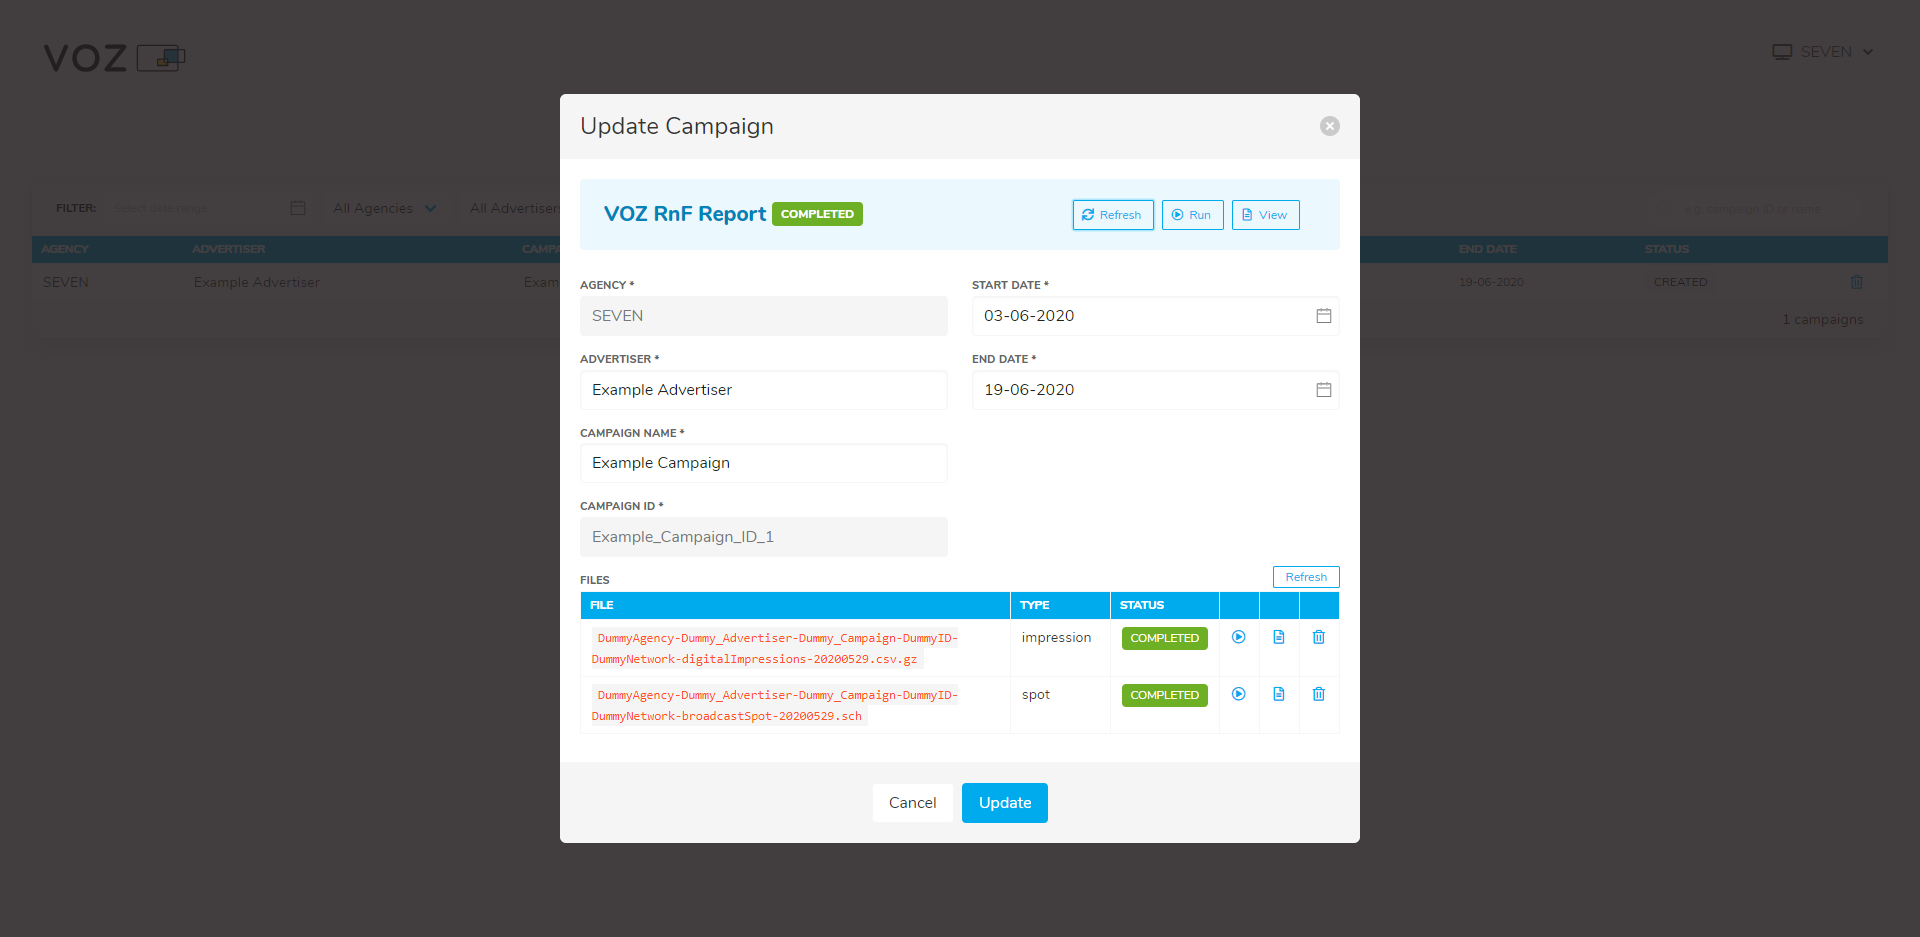 VOZ
SEVEN
Update Campaign
VOZ RnF Report COMPLETED Refresh Run View
FILTER: Select date range All Agencies All Advertisers e.g. campaign ID or name
AGENCY ADVERTISER CAMPA END DATE STATUS
SEVEN Example Advertiser Exam 19-06-2020 CREATED
1 campaigns
AGENCY * START DATE *
SEVEN 03-06-2020
ADVERTISER * END DATE *
Example Advertiser 19-06-2020
CAMPAIGN NAME *
Example Campaign
CAMPAIGN ID *
Example_Campaign_ID_1
FILES Refresh
FILE TYPE STATUS
DummyAgency-Dummy_Advertiser-Dummy_Campaign-DummyID- impression COMPLETED
DummyNetwork-digitalImpressions-20200529.csv.gz
DummyAgency-Dummy_Advertiser-Dummy_Campaign-DummyID- spot COMPLETED
DummyNetwork-broadcastSpot-20200529.sch
Cancel Update